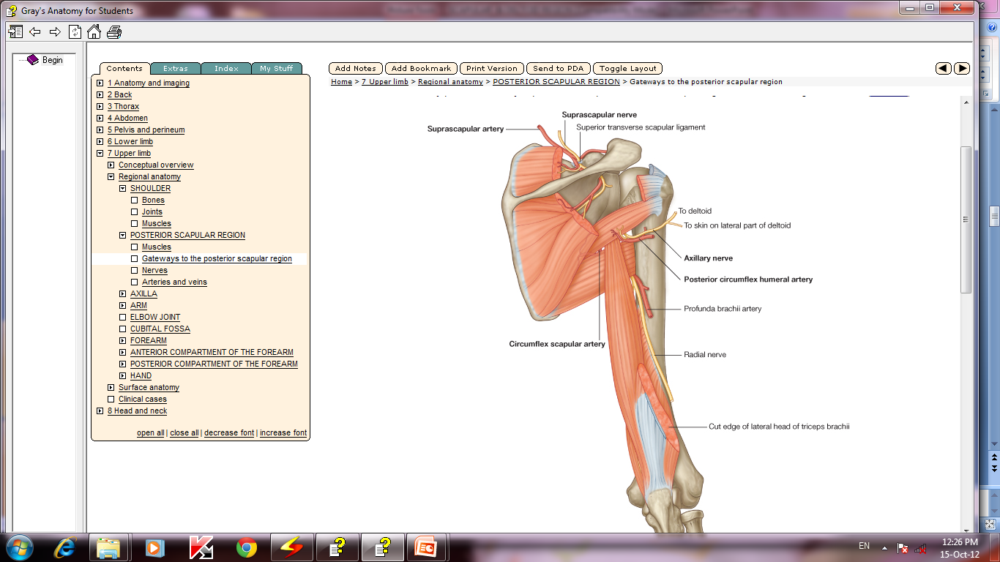 Gray's Anatomy for Students
Begin
Contents
Extras
Index
My Stuff
1 Anatomy and imaging
2 Back
3 Thorax
4 Abdomen
5 Pelvis and perineum
6 Lower limb
7 Upper limb
Conceptual overview
Regional anatomy
SHOULDER
Bones
Joints
Muscles
POSTERIOR SCAPULAR REGION
Muscles
Gateways to the posterior scapular region
Nerves
Arteries and veins
AXILLA
ARM
ELBOW JOINT
CUBITAL FOSSA
FOREARM
ANTERIOR COMPARTMENT OF THE FOREARM
POSTERIOR COMPARTMENT OF THE FOREARM
HAND
Surface anatomy
Clinical cases
8 Head and neck
open all | close all | decrease font | increase font
Add Notes
Add Bookmark
Print Version
Send to PDA
Toggle Layout
Home > 7 Upper limb > Regional anatomy > POSTERIOR SCAPULAR REGION > Gateways to the posterior scapular region
Suprascapular nerve
Suprascapular artery
Superior transverse scapular ligament
To deltoid
To skin on lateral part of deltoid
Axillary nerve
Posterior circumflex humeral artery
Profunda brachii artery
Circumflex scapular artery
Radial nerve
Cut edge of lateral head of triceps brachii
EN
12:26 PM
15-Oct-12